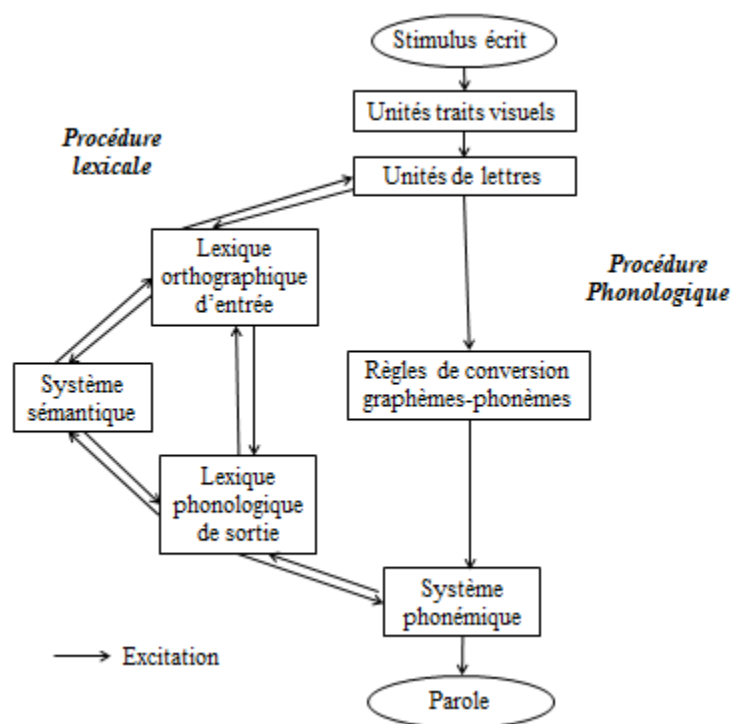 Stimulus écrit
Unités traits visuels
Procédure
lexicale
Unités de lettres
Lexique
orthographique
d'entrée
Procédure
Phonologique
Système
sémantique
Règles de conversion
graphèmes-phonèmes
Lexique
phonologique
de sortie
Système
phonémique
Excitation
Parole